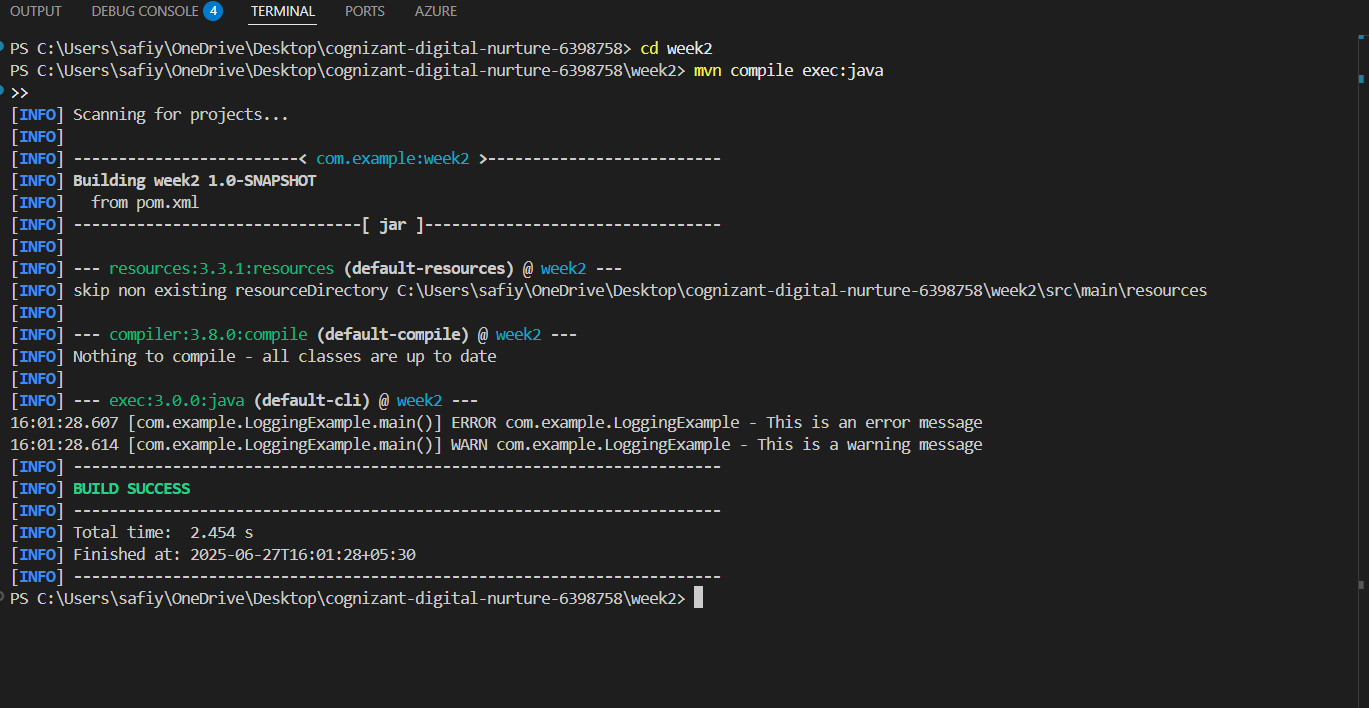 OUTPUT DEBUG CONSOLE 4 TERMINAL PORTS AZURE
PS C:\Users\safiy\OneDrive\Desktop\cognizant-digital-nurture-6398758> cd week2
PS C:\Users\safiy\OneDrive\Desktop\cognizant-digital-nurture-6398758\week2> mvn compile exec:java
>>
[INFO] Scanning for projects...
[INFO]
[INFO] -------------------------< com.example:week2 >--------------------------
[INFO] Building week2 1.0-SNAPSHOT
[INFO]   from pom.xml
[INFO] --------------------------------[ jar ]---------------------------------
[INFO]
[INFO] --- resources:3.3.1:resources (default-resources) @ week2 ---
[INFO] skip non existing resourceDirectory C:\Users\safiy\OneDrive\Desktop\cognizant-digital-nurture-6398758\week2\src\main\resources
[INFO]
[INFO] --- compiler:3.8.0:compile (default-compile) @ week2 ---
[INFO] Nothing to compile - all classes are up to date
[INFO]
[INFO] --- exec:3.0.0:java (default-cli) @ week2 ---
16:01:28.607 [com.example.LoggingExample.main()] ERROR com.example.LoggingExample - This is an error message
16:01:28.614 [com.example.LoggingExample.main()] WARN com.example.LoggingExample - This is a warning message
[INFO] ------------------------------------------------------------------------
[INFO] BUILD SUCCESS
[INFO] ------------------------------------------------------------------------
[INFO] Total time:  2.454 s
[INFO] Finished at: 2025-06-27T16:01:28+05:30
[INFO] ------------------------------------------------------------------------
PS C:\Users\safiy\OneDrive\Desktop\cognizant-digital-nurture-6398758\week2>